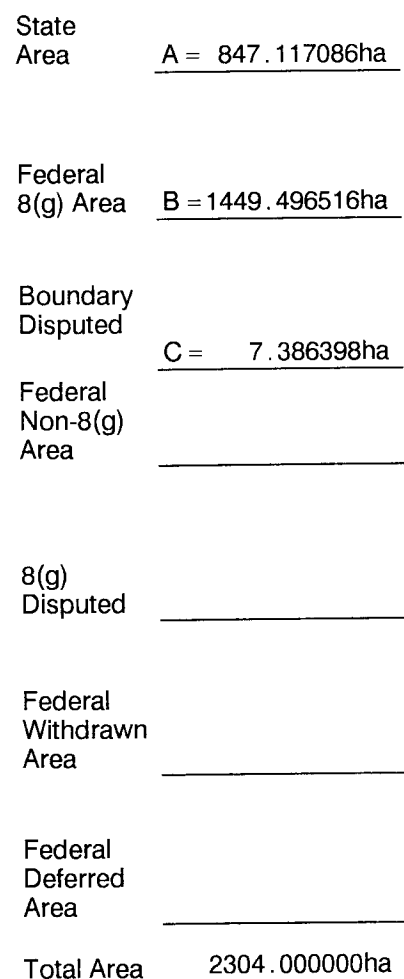 State
Area A = 847.117086ha
Federal
8(g) Area B = 1449.496516ha
Boundary
Disputed
C = 7.386398ha
Federal
Non-8(g)
Area
8(g)
Disputed
Federal
Withdrawn
Area
Federal
Deferred
Area
Total Area 2304.000000ha